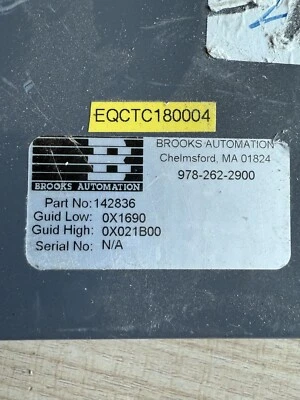 EQCTC180004
BROOKS AUTOMATION
Chelmsford, MA 01824
978-262-2900
B
BROOKS AUTOMATION
Part No:142836
Guid Low: 0X1690
Guid High: 0X021B00
Serial No: N/A